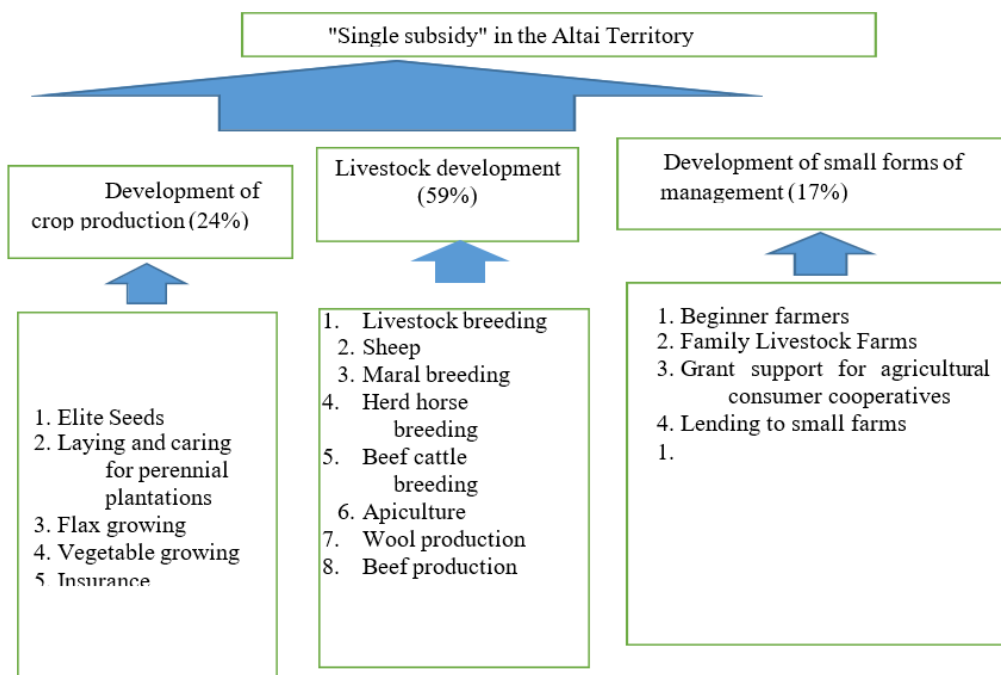 "Single subsidy" in the Altai Territory
Development of
crop production (24%)
Livestock development
(59%)
Development of small forms of
management (17%)
1. Elite Seeds
2. Laying and caring
for perennial
plantations
3. Flax growing
4. Vegetable growing
5. Insurance
1. Livestock breeding
2. Sheep
3. Maral breeding
4. Herd horse
breeding
5. Beef cattle
breeding
6. Apiculture
7. Wool production
8. Beef production
1. Beginner farmers
2. Family Livestock Farms
3. Grant support for agricultural
consumer cooperatives
4. Lending to small farms
1.